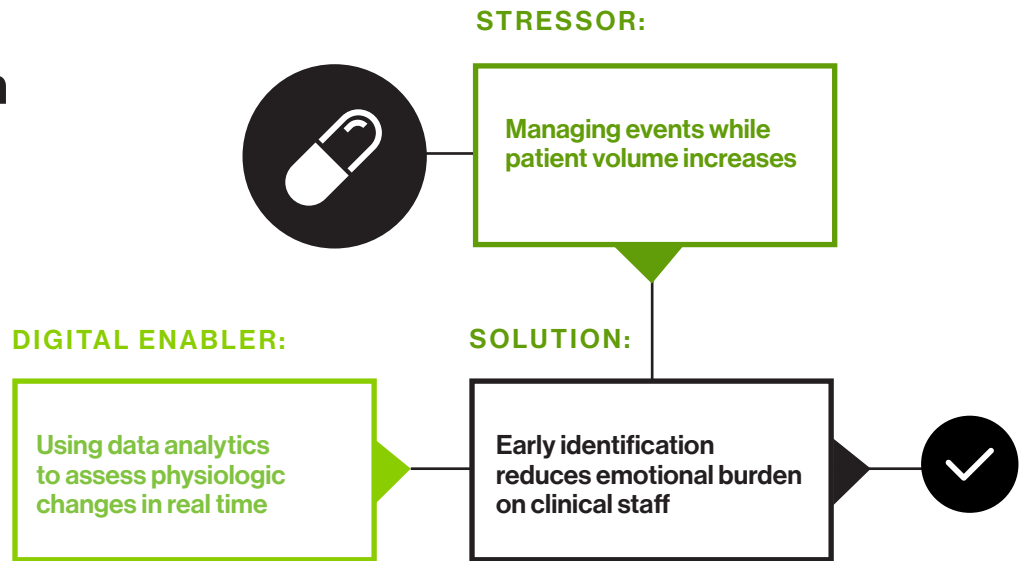 STRESSOR:
Managing events while
patient volume increases
DIGITAL ENABLER:
Using data analytics
to assess physiologic
changes in real time
SOLUTION:
Early identification
reduces emotional burden
on clinical staff